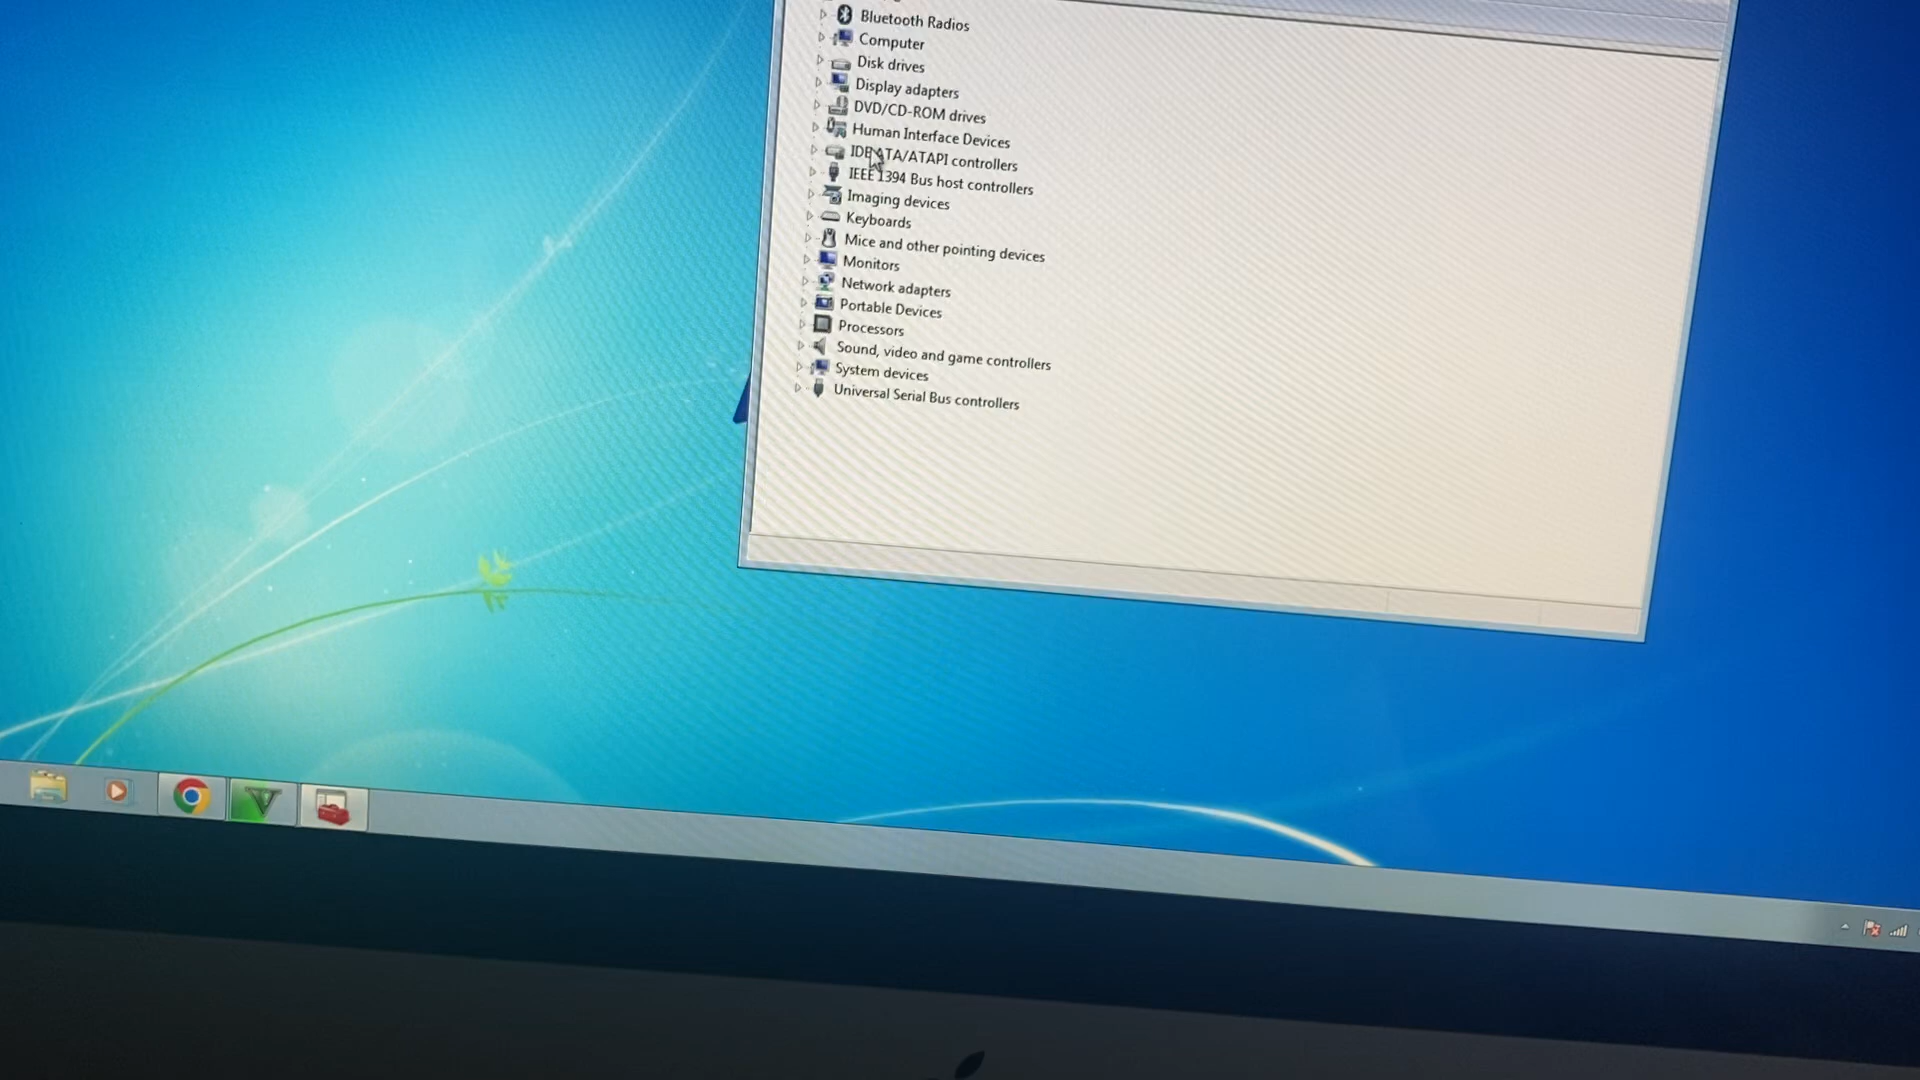 Bluetooth Radios
Computer
Disk drives
Display adapters
DVD/CD-ROM drives
Human Interface Devices
IDE ATA/ATAPI controllers
IEEE 1394 Bus host controllers
Imaging devices
Keyboards
Mice and other pointing devices
Monitors
Network adapters
Portable Devices
Processors
Sound, video and game controllers
System devices
Universal Serial Bus controllers